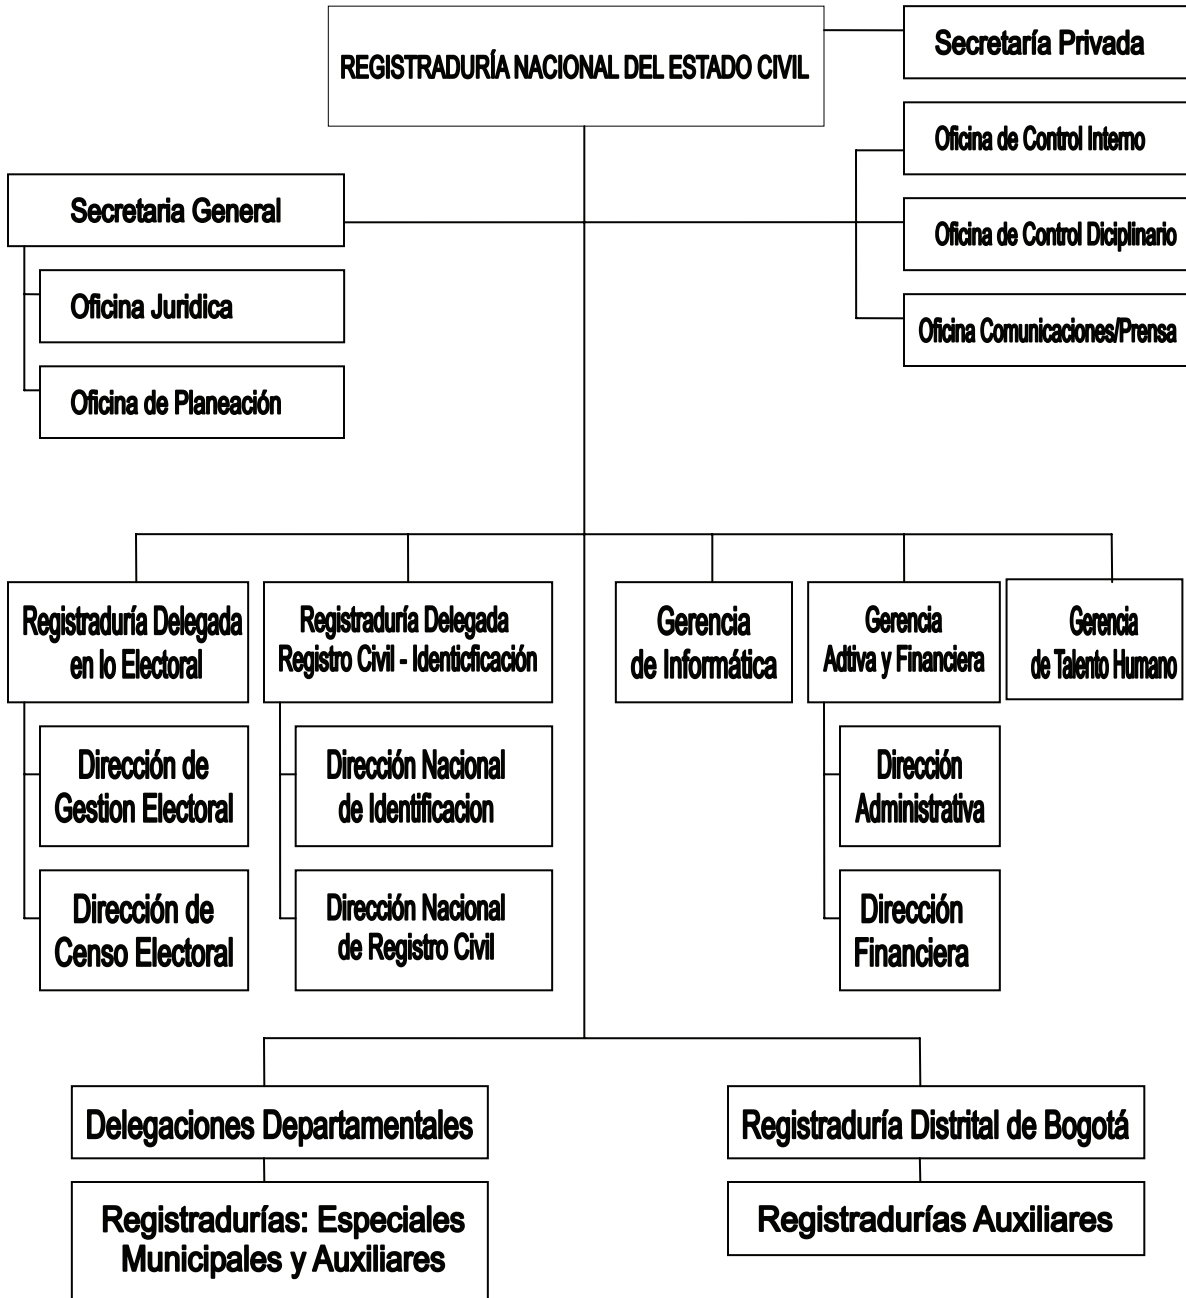 REGISTRADURÍA NACIONAL DEL ESTADO CIVIL
Secretaría Privada
Oficina de Control Interno
Secretaria General
Oficina de Control Diciplinario
Oficina Juridica
Oficina Comunicaciones/Prensa
Oficina de Planeación
Registraduría Delegada
en lo Electoral
Registraduría Delegada
Registro Civil - Identicficación
Gerencia
de Informática
Gerencia
Adtiva y Financiera
Gerencia
de Talento Humano
Dirección de
Gestion Electoral
Dirección Nacional
de Identificacion
Dirección
Administrativa
Dirección de
Censo Electoral
Dirección Nacional
de Registro Civil
Dirección
Financiera
Delegaciones Departamentales
Registraduría Distrital de Bogotá
Registradurías: Especiales
Municipales y Auxiliares
Registradurías Auxiliares